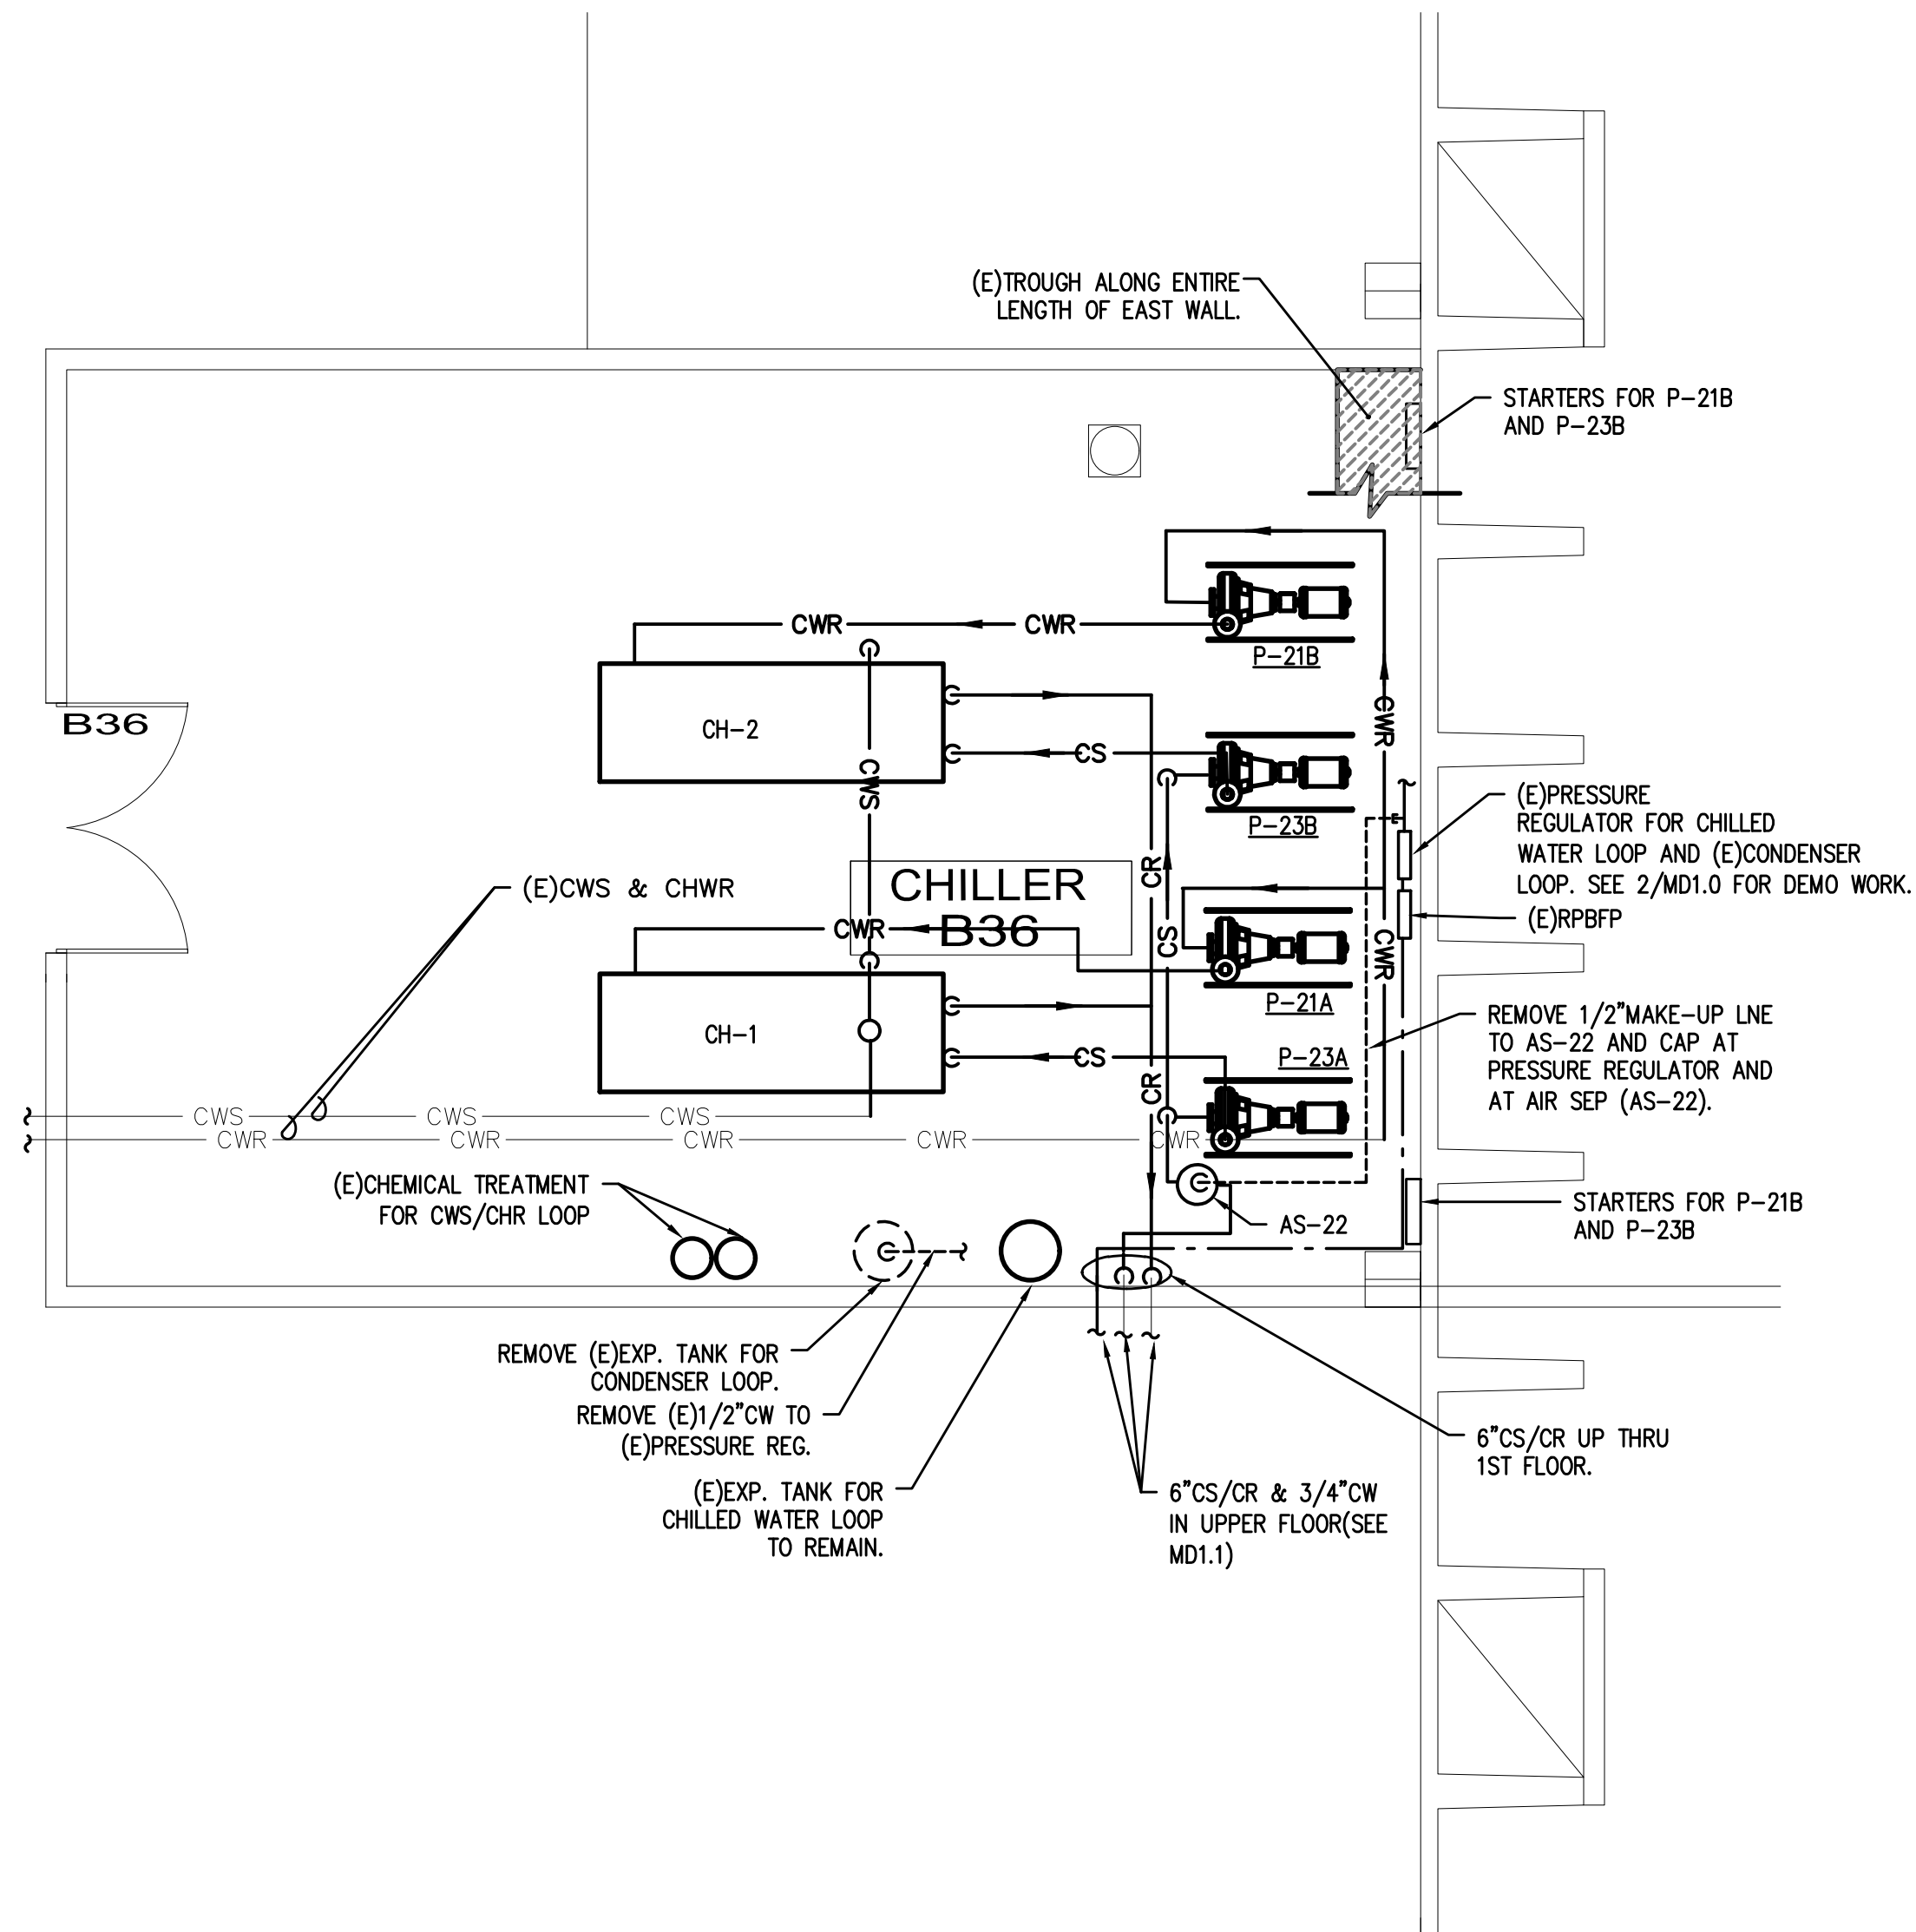 (E)TROUGH ALONG ENTIRE
LENGTH OF EAST WALL.
STARTERS FOR P-21B
AND P-23B
CWR
CWR
P-21B
B36
CH-2
CWR
CWS
CS
P-23B
(E)PRESSURE
REGULATOR FOR CHILLED
WATER LOOP AND (E)CONDENSER
LOOP. SEE 2/MD1.0 FOR DEMO WORK.
(E)RPBFP
(E)CWS & CHWR
CHILLER
B36
CR
CWR
CS
CWR
P-21A
REMOVE 1/2"MAKE-UP LNE
TO AS-22 AND CAP AT
PRESSURE REGULATOR AND
AT AIR SEP (AS-22).
CH-1
CS
P-23A
CR
CWS
CWS
CWS
CWR
CWR
CWR
CWR
CWR
(E)CHEMICAL TREATMENT
FOR CWS/CHR LOOP
AS-22
STARTERS FOR P-21B
AND P-23B
REMOVE (E)EXP. TANK FOR
CONDENSER LOOP.
REMOVE (E)1/2"CW TO
(E)PRESSURE REG.
(E)EXP. TANK FOR
CHILLED WATER LOOP
TO REMAIN.
6"CS/CR & 3/4"CW
IN UPPER FLOOR(SEE
MD1.1)
6"CS/CR UP THRU
1ST FLOOR.